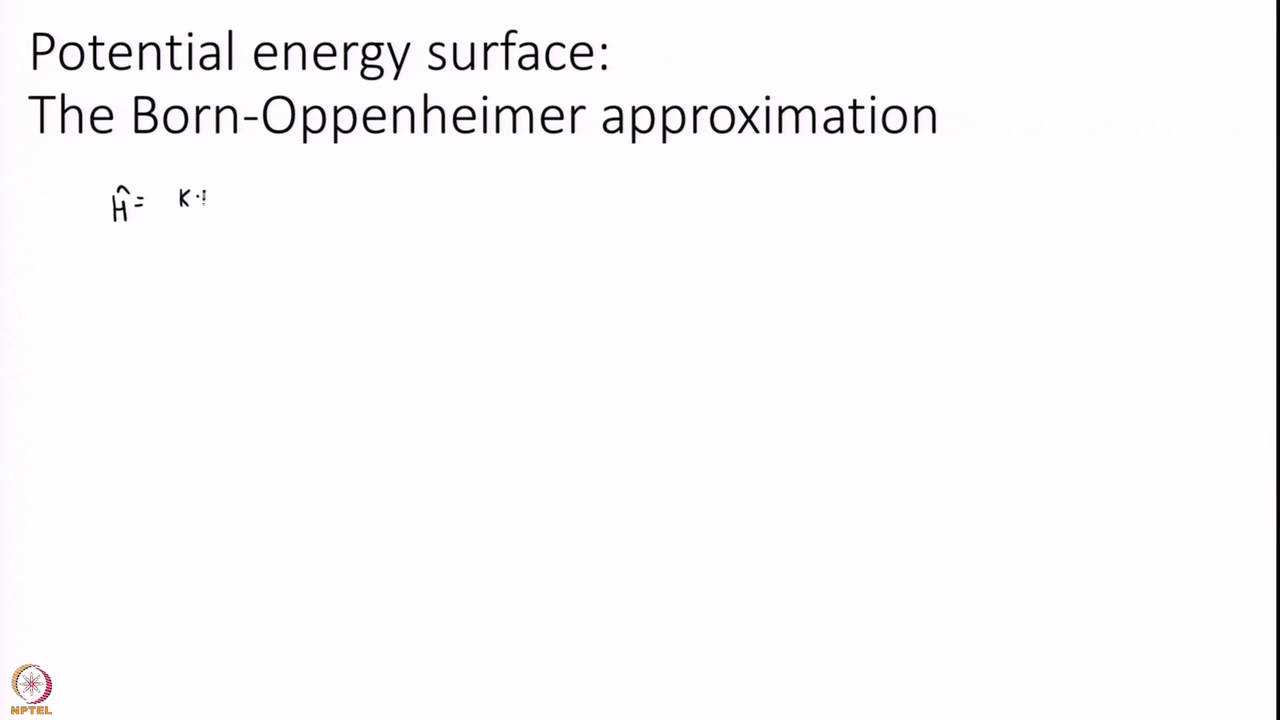 Potential energy surface:
The Born-Oppenheimer approximation
Ĥ = K.
NPTEL